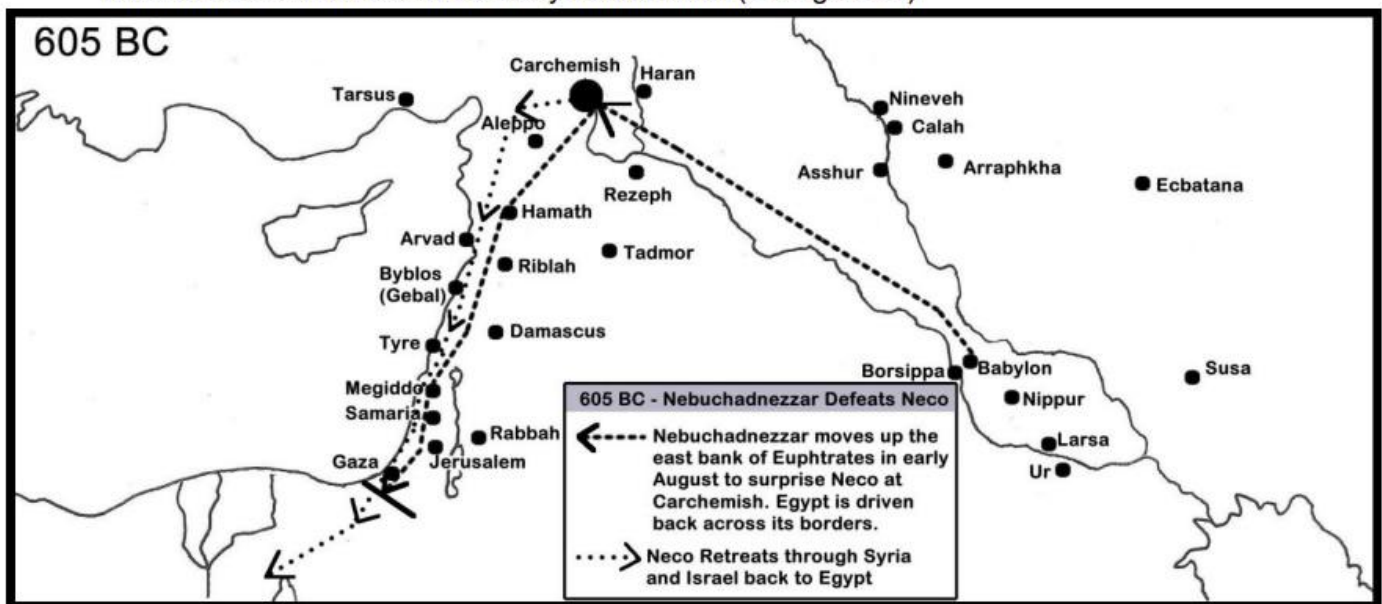 605 BC
Carchemish
Haran
Tarsus
Nineveh
Calah
Aleppo
Arraphkha
Asshur
Ecbatana
Rezeph
Hamath
Arvad
Tadmor
Riblah
Byblos
(Gebal)
Damascus
Tyre
Babylon
Borsippa
Susa
Megiddo
Nippur
Samaria
Rabbah
Larsa
Jerusalem
Gaza
Ur
605 BC - Nebuchadnezzar Defeats Neco
Nebuchadnezzar moves up the
east bank of Euphtrates in early
August to surprise Neco at
Carchemish. Egypt is driven
back across its borders.
Neco Retreats through Syria
and Israel back to Egypt